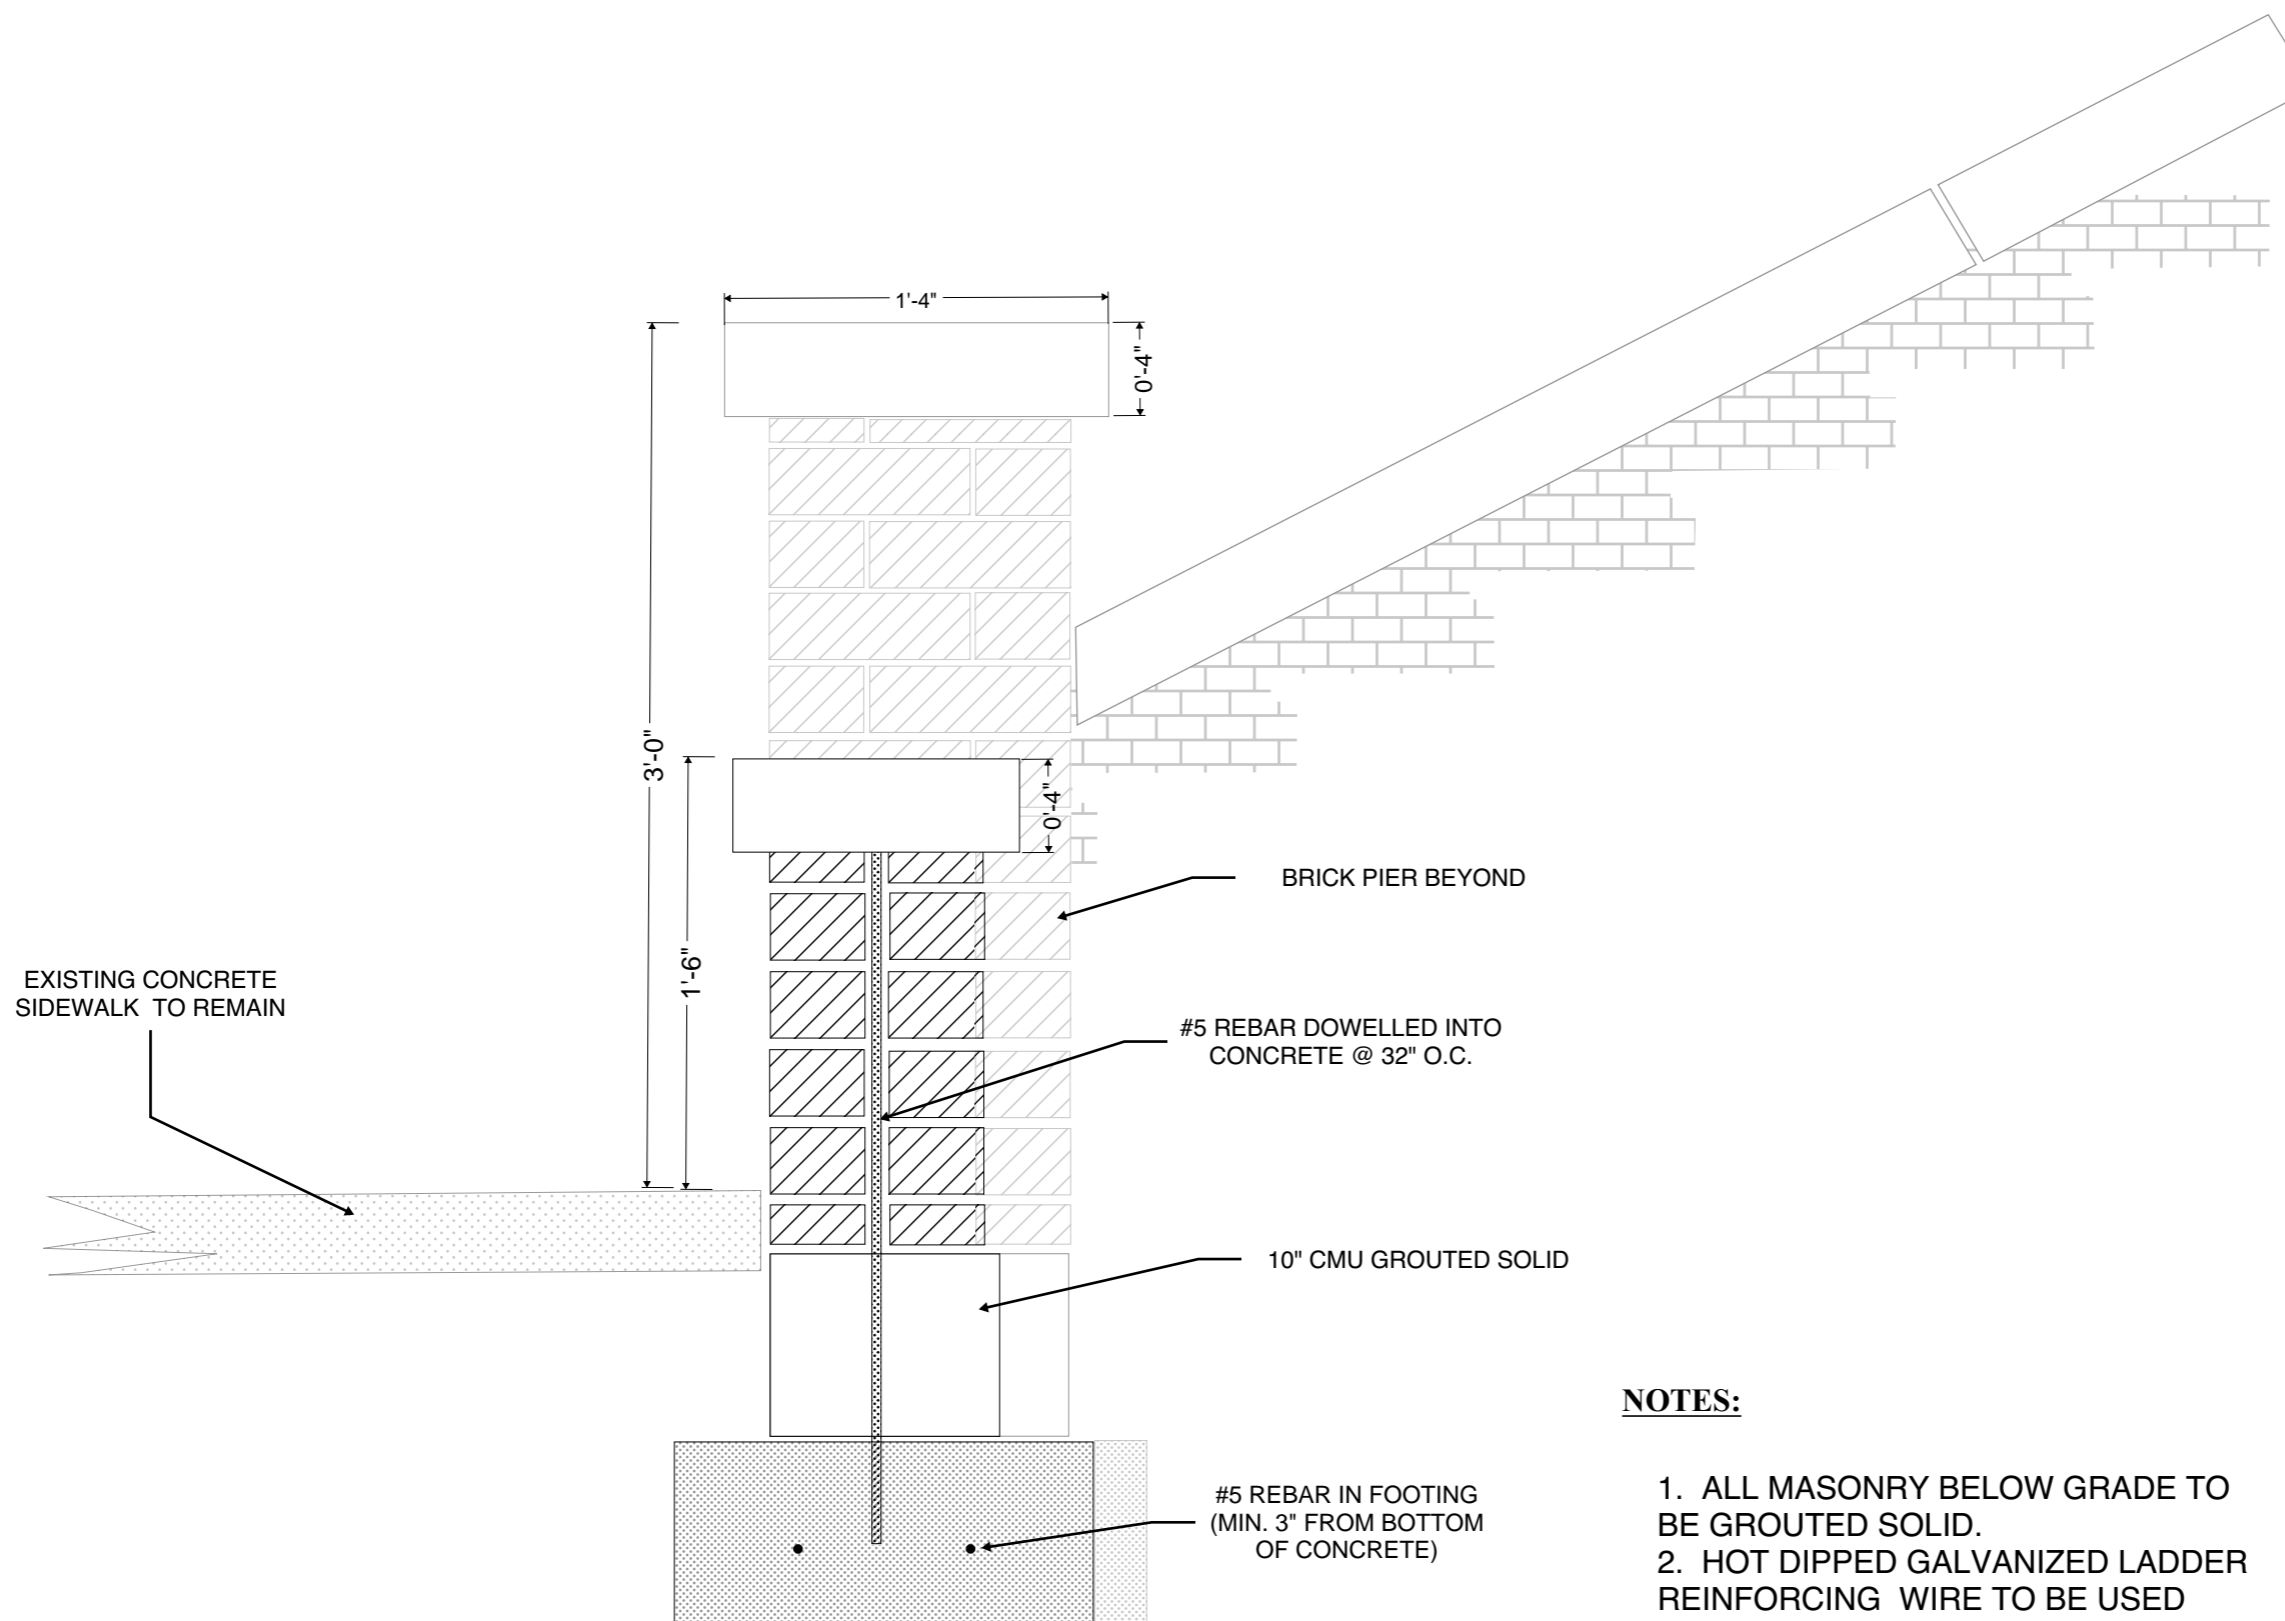 1'-4"
0'-4"
3'-0"
0'-4"
1'-6"
BRICK PIER BEYOND
EXISTING CONCRETE
SIDEWALK TO REMAIN
#5 REBAR DOWELLED INTO
CONCRETE @ 32" O.C.
10" CMU GROUTED SOLID
#5 REBAR IN FOOTING
(MIN. 3" FROM BOTTOM
OF CONCRETE)
NOTES:
1. ALL MASONRY BELOW GRADE TO
BE GROUTED SOLID.
2. HOT DIPPED GALVANIZED LADDER
REINFORCING WIRE TO BE USED